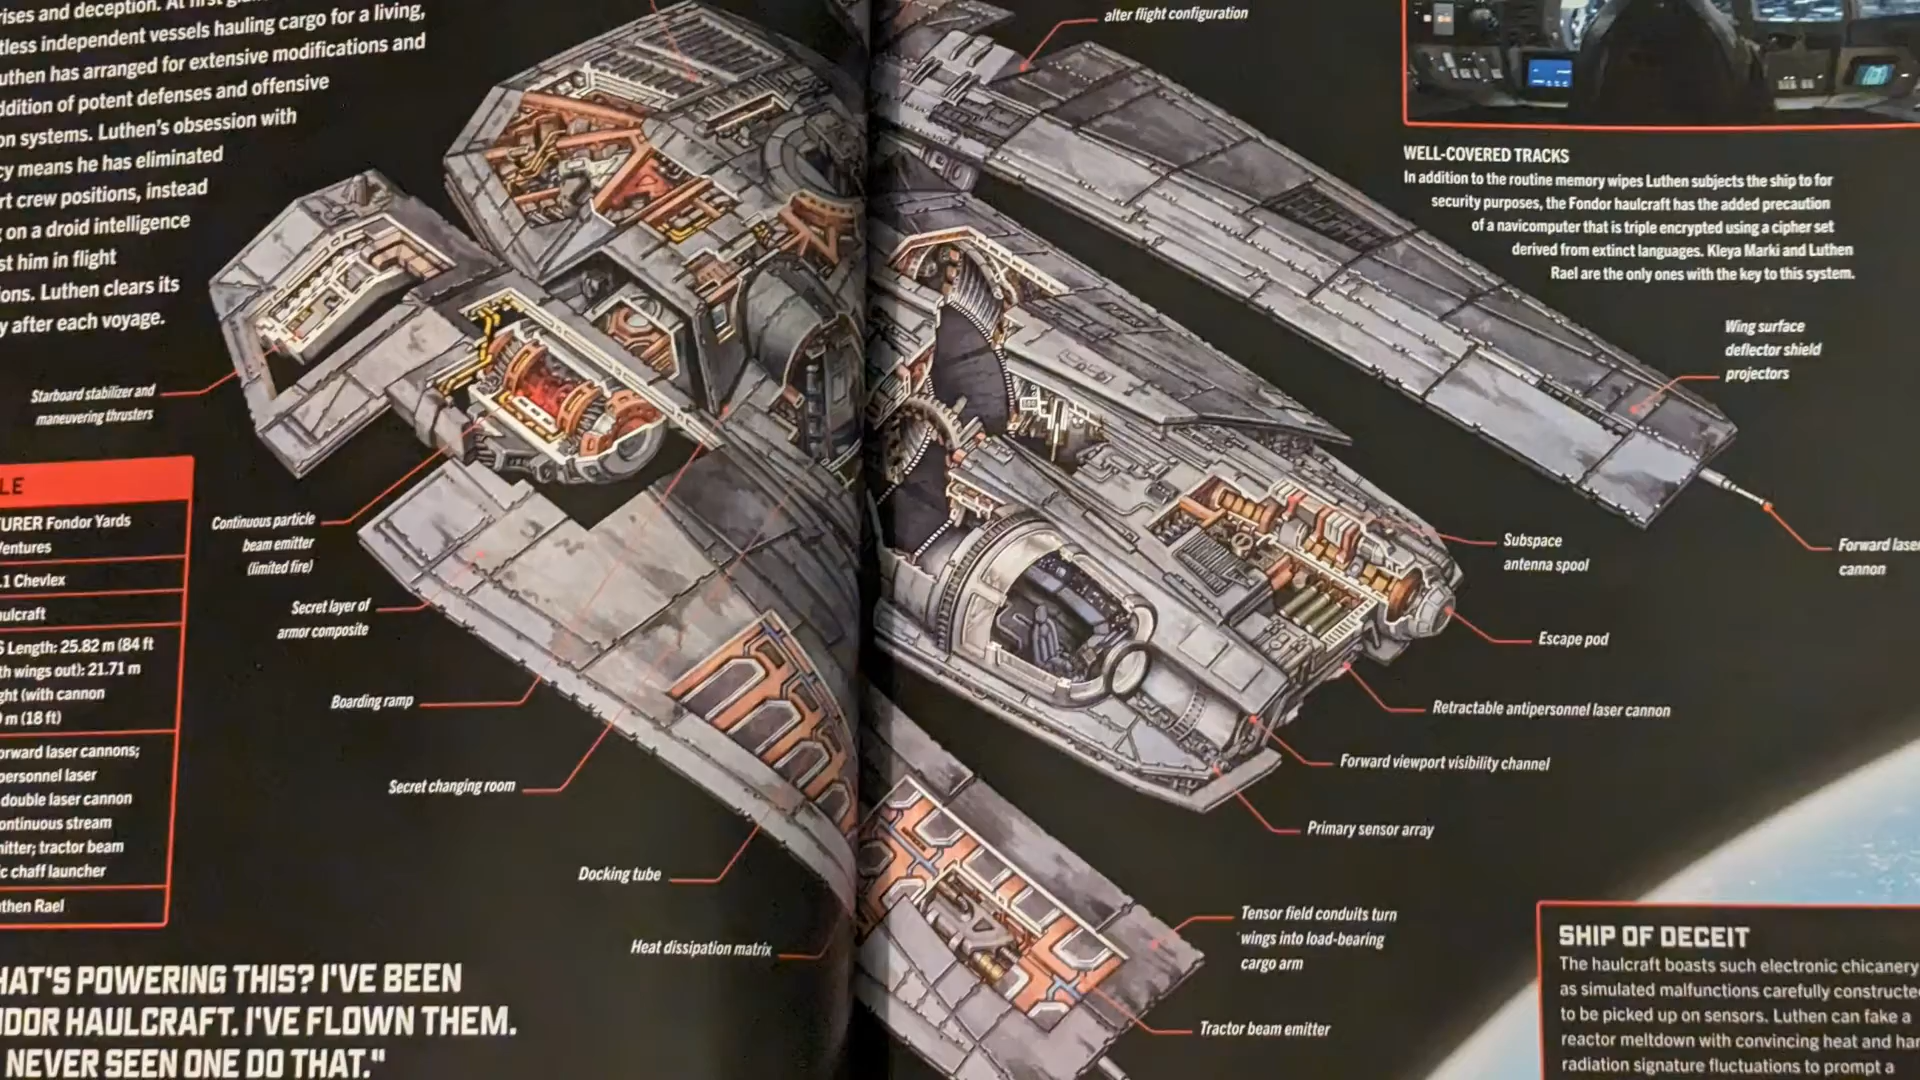 rises and deception. At first
tless independent vessels hauling cargo for a living,
uthen has arranged for extensive modifications and
ddition of potent defenses and offensive
on systems. Luthen's obsession with
cy means he has eliminated
rt crew positions, instead
on a droid intelligence
st him in flight
ions. Luthen clears its
y after each voyage.
Starboard stabilizer and
maneuvering thrusters
LE
URER Fondor Yards
Ventures
.1 Chevlex
aulcraft
S Length: 25.82 m (84 ft
th wings out): 21.71 m
ght (with cannon
m (18 ft)
orward laser cannons;
personnel laser
double laser cannon
ontinuous stream
mitter; tractor beam
c chaff launcher
uthen Rael
Continuous particle
beam emitter
(limited fire)
Secret layer of
armor composite
Boarding ramp
Secret changing room
Docking tube
Heat dissipation matrix
HAT'S POWERING THIS? I'VE BEEN
NDOR HAULCRAFT. I'VE FLOWN THEM.
NEVER SEEN ONE DO THAT."
alter flight configuration
WELL-COVERED TRACKS
In addition to the routine memory wipes Luthen subjects the ship to for
security purposes, the Fondor haulcraft has the added precaution
of a navicomputer that is triple encrypted using a cipher set
derived from extinct languages. Kleya Marki and Luthen
Rael are the only ones with the key to this system.
Wing surface
deflector shield
projectors
Forward laser
cannon
Subspace
antenna spool
Escape pod
Retractable antipersonnel laser cannon
Forward viewport visibility channel
Primary sensor array
Tensor field conduits turn
wings into load-bearing
cargo arm
Tractor beam emitter
SHIP OF DECEIT
The haulcraft boasts such electronic chicanery
as simulated malfunctions carefully constructe
to be picked up on sensors. Luthen can fake a
reactor meltdown with convincing heat and har
radiation signature fluctuations to prompt a